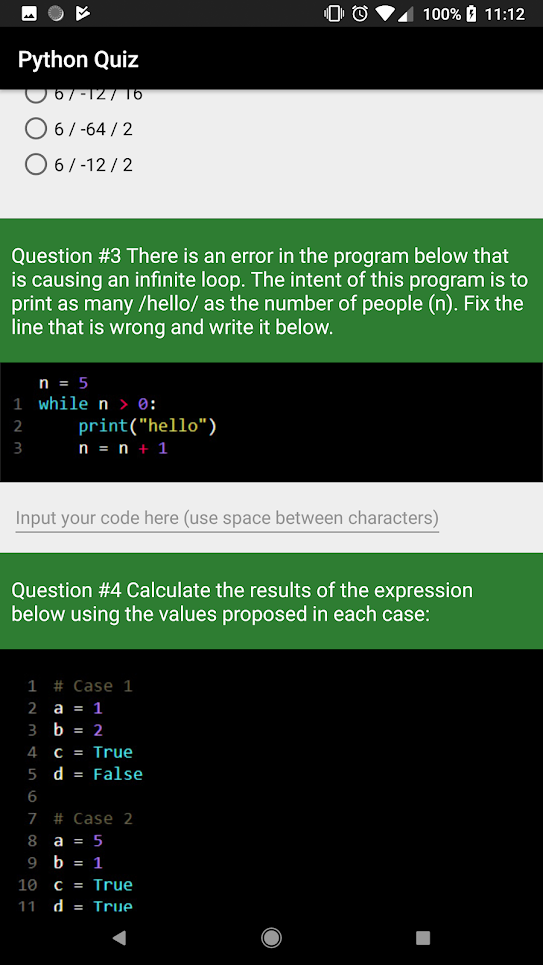 100% 11:12
Python Quiz
6 / -12 / 16
6 / -64 / 2
6 / -12 / 2
Question #3 There is an error in the program below that
is causing an infinite loop. The intent of this program is to
print as many /hello/ as the number of people (n). Fix the
line that is wrong and write it below.
n = 5
1 while n > 0:
2 print("hello")
3 n = n + 1
Input your code here (use space between characters)
Question #4 Calculate the results of the expression
below using the values proposed in each case:
1 # Case 1
2 a = 1
3 b = 2
4 c = True
5 d = False
6
7 # Case 2
8 a = 5
9 b = 1
10 c = True
11 d = True